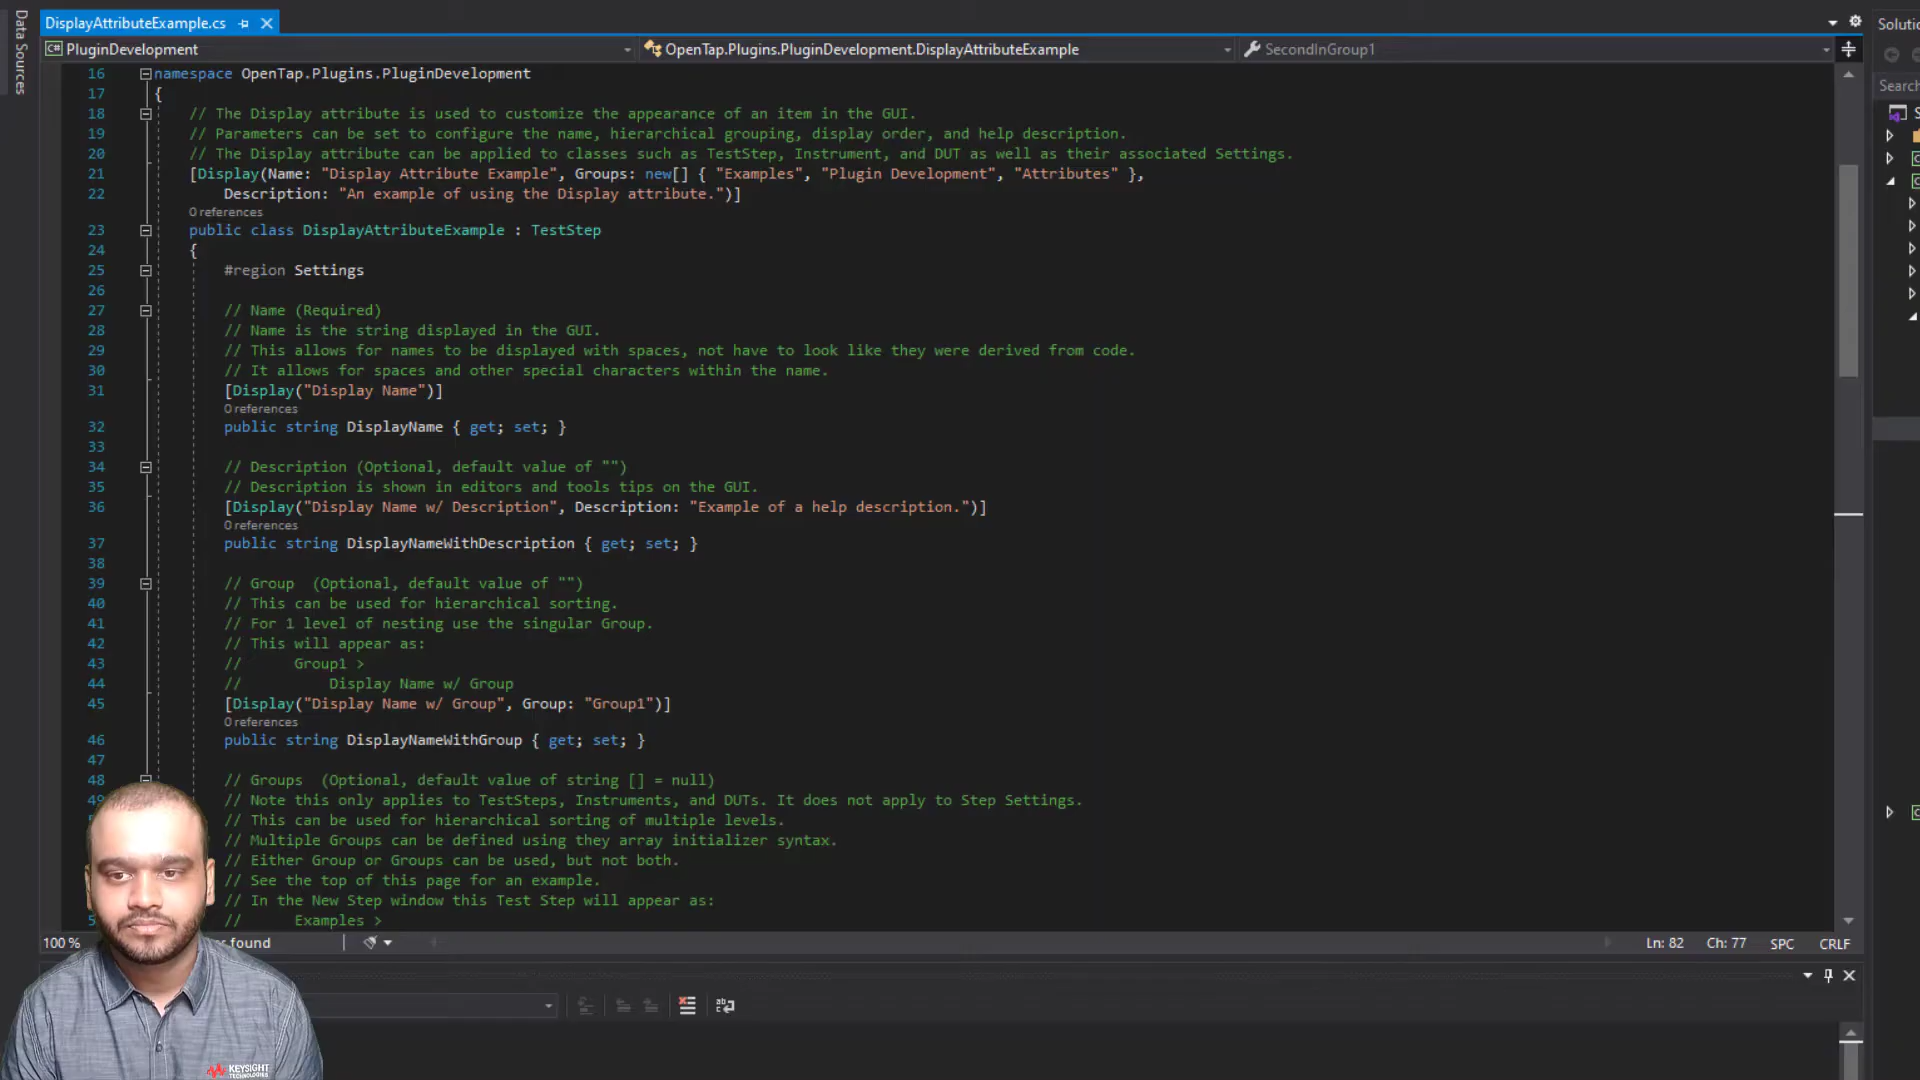 Data Sources
DisplayAttributeExample.cs
Solutio
C# PluginDevelopment
OpenTap.Plugins.PluginDevelopment.DisplayAttributeExample
SecondInGroup1
Search
16 namespace OpenTap.Plugins.PluginDevelopment
17 {
18 // The Display attribute is used to customize the appearance of an item in the GUI.
19 // Parameters can be set to configure the name, hierarchical grouping, display order, and help description.
20 // The Display attribute can be applied to classes such as TestStep, Instrument, and DUT as well as their associated Settings.
21 [Display(Name: "Display Attribute Example", Groups: new[] { "Examples", "Plugin Development", "Attributes" },
22 Description: "An example of using the Display attribute.")]
0 references
23 public class DisplayAttributeExample : TestStep
24 {
25 #region Settings
26
27 // Name (Required)
28 // Name is the string displayed in the GUI.
29 // This allows for names to be displayed with spaces, not have to look like they were derived from code.
30 // It allows for spaces and other special characters within the name.
31 [Display("Display Name")]
0 references
32 public string DisplayName { get; set; }
33
34 // Description (Optional, default value of "")
35 // Description is shown in editors and tools tips on the GUI.
36 [Display("Display Name w/ Description", Description: "Example of a help description.")]
0 references
37 public string DisplayNameWithDescription { get; set; }
38
39 // Group  (Optional, default value of "")
40 // This can be used for hierarchical sorting.
41 // For 1 level of nesting use the singular Group.
42 // This will appear as:
43 // Group1 >
44 // Display Name w/ Group
45 [Display("Display Name w/ Group", Group: "Group1")]
0 references
46 public string DisplayNameWithGroup { get; set; }
47
48 // Groups  (Optional, default value of string [] = null)
49 // Note this only applies to TestSteps, Instruments, and DUTs. It does not apply to Step Settings.
// This can be used for hierarchical sorting of multiple levels.
// Multiple Groups can be defined using they array initializer syntax.
// Either Group or Groups can be used, but not both.
// See the top of this page for an example.
// In the New Step window this Test Step will appear as:
// Examples >
100 %
found
Ln: 82 Ch: 77 SPC CRLF
KEYSIGHT
TECHNOLOGIES